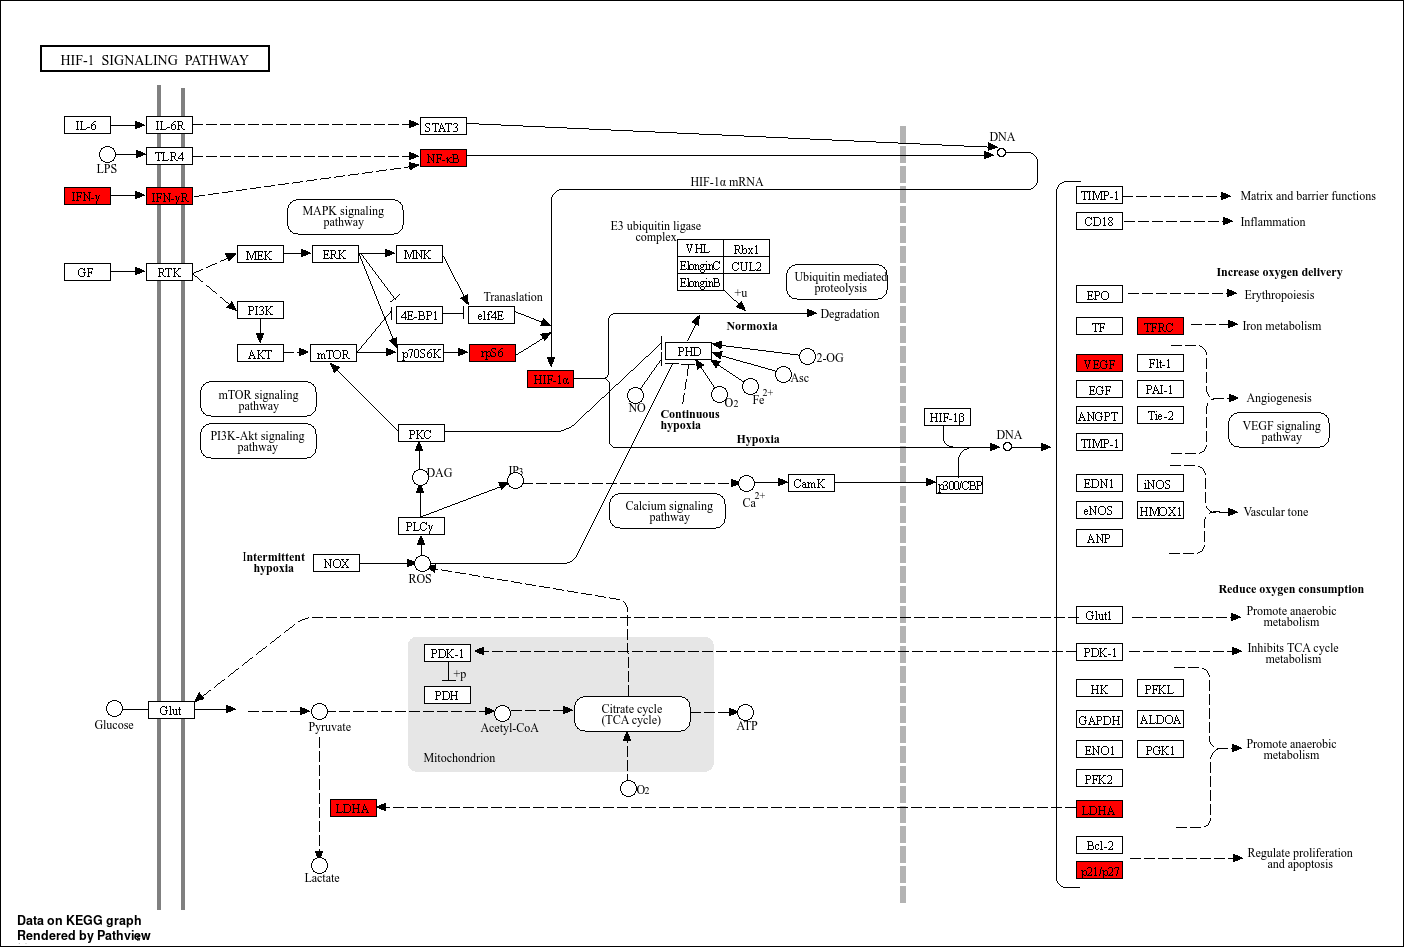 HIF-1 SIGNALING PATHWAY
IL-6
IL-6R
STAT3
DNA
LPS
TLR4
NF-κB
IFN-γ
IFN-γR
HIF-1α mRNA
MAPK signaling
pathway
E3 ubiquitin ligase
complex
VHL
Rbx1
ElonginC
CUL2
ElonginB
+u
Ubiquitin mediated
proteolysis
GF
RTK
MEK
ERK
MNK
PI3K
4E-BP1
eIf4E
Tranaslation
Normoxia
Degradation
AKT
mTOR
p70S6K
rpS6
HIF-1α
PHD
2-OG
Asc
Fe2+
O2
NO
Continuous
hypoxia
Hypoxia
mTOR signaling
pathway
PI3K-Akt signaling
pathway
PKC
DAG
IP3
PLCγ
Ca2+
CamK
HIF-1β
p300/CBP
DNA
Calcium signaling
pathway
Intermittent
hypoxia
NOX
ROS
PDK-1
+p
PDH
Citrate cycle
(TCA cycle)
Mitochondrion
Acetyl-CoA
ATP
O2
Glucose
Glut
Pyruvate
LDHA
Lactate
TIMP-1
Matrix and barrier functions
CD18
Inflammation
Increase oxygen delivery
EPO
Erythropoiesis
TF
TFRC
Iron metabolism
VEGF
Flt-1
EGF
PAI-1
Angiogenesis
ANGPT
Tie-2
TIMP-1
VEGF signaling
pathway
EDN1
iNOS
eNOS
HMOX1
Vascular tone
ANP
Reduce oxygen consumption
Glut1
Promote anaerobic
metabolism
PDK-1
Inhibits TCA cycle
metabolism
HK
PFKL
GAPDH
ALDOA
ENO1
PGK1
Promote anaerobic
metabolism
PFK2
LDHA
Bcl-2
p21/p27
Regulate proliferation
and apoptosis
Data on KEGG graph
Rendered by Pathview